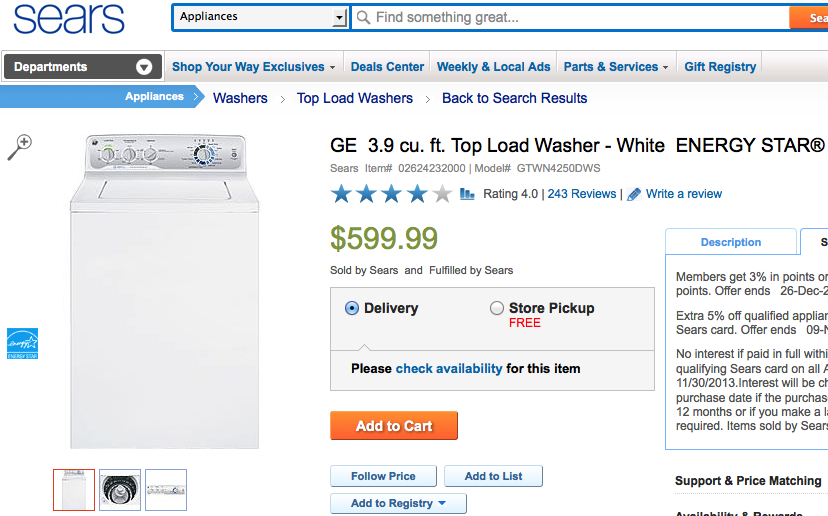 sears
Appliances
Find something great...
Departments
Shop Your Way Exclusives
Deals Center
Weekly & Local Ads
Parts & Services
Gift Registry
Appliances
Washers
Top Load Washers
Back to Search Results
GE 3.9 cu. ft. Top Load Washer - White ENERGY STAR®
Sears Item# 02624232000 | Model# GTWN4250DWS
Rating 4.0 | 243 Reviews | Write a review
$599.99
Sold by Sears and Fulfilled by Sears
Delivery
Store Pickup
FREE
Please check availability for this item
Add to Cart
Follow Price
Add to List
Add to Registry
ENERGY STAR
Description
S
Members get 3% in points or
points. Offer ends 26-Dec-2
Extra 5% off qualified applian
Sears card. Offer ends 09-N
No interest if paid in full withi
qualifying Sears card on all A
11/30/2013.Interest will be ch
purchase date if the purchas
12 months or if you make a la
required. Items sold by Sears
Support & Price Matching
Availability & Rewards